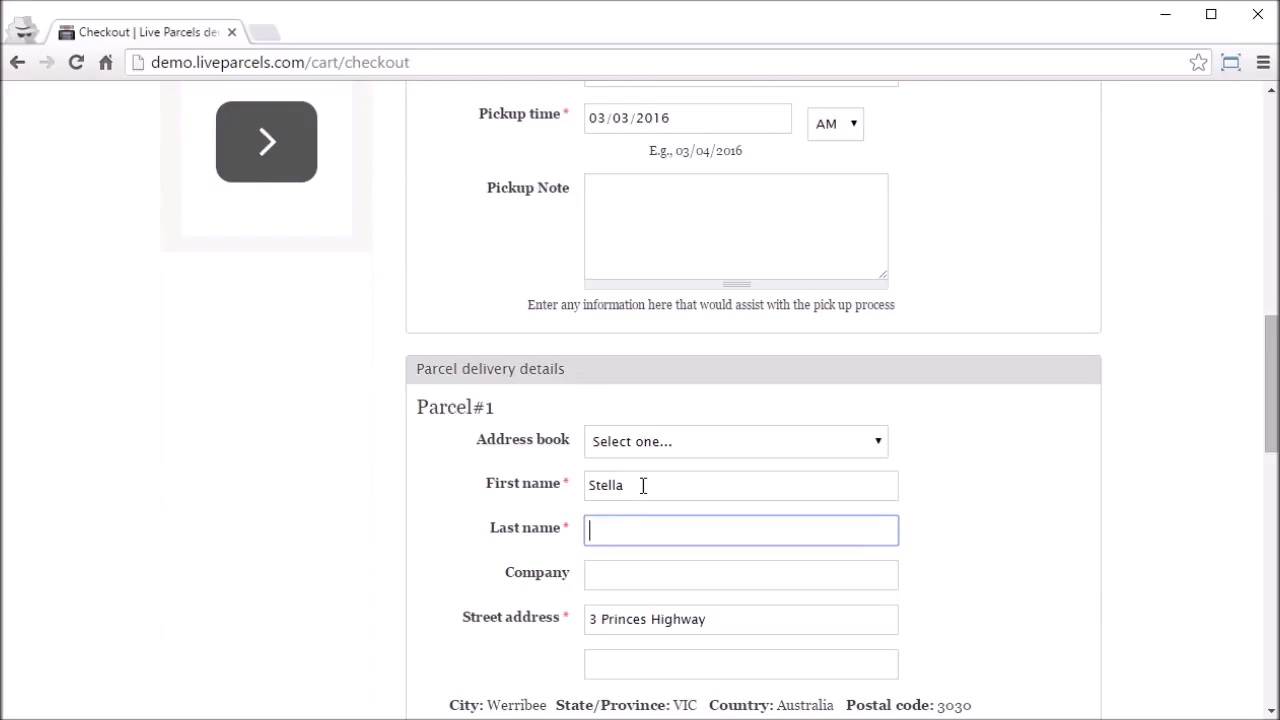 Checkout | Live Parcels de
demo.liveparcels.com/cart/checkout
Pickup time * 03/03/2016 AM
E.g., 03/04/2016
Pickup Note
Enter any information here that would assist with the pick up process
Parcel delivery details
Parcel#1
Address book Select one...
First name * Stella
Last name *
Company
Street address * 3 Princes Highway
City: Werribee State/Province: VIC Country: Australia Postal code: 3030